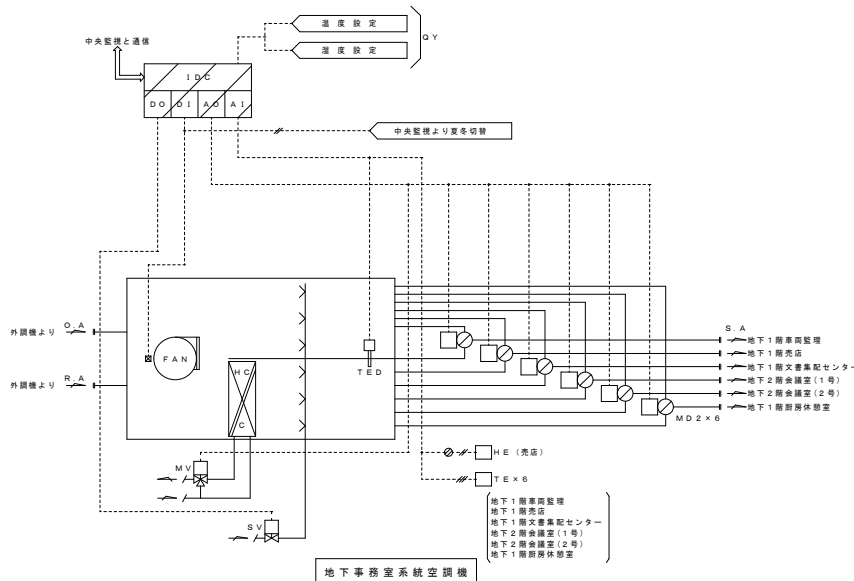 温度設定
中央監視と通信
QY
湿度設定
IDC
DO DI AO AI
中央監視より夏冬切替
外調機より O.A
S.A
地下1階車両監理
FAN
地下1階売店
HC
TED
地下1階文書集配センター
外調機より R.A
地下2階会議室(1号)
地下2階会議室(2号)
地下1階厨房休憩室
C
MD2×6
HE (売店)
MV
TE×6
地下1階車両監理
地下1階売店
地下1階文書集配センター
地下2階会議室(1号)
地下2階会議室(2号)
地下1階厨房休憩室
SV
地下事務室系統空調機